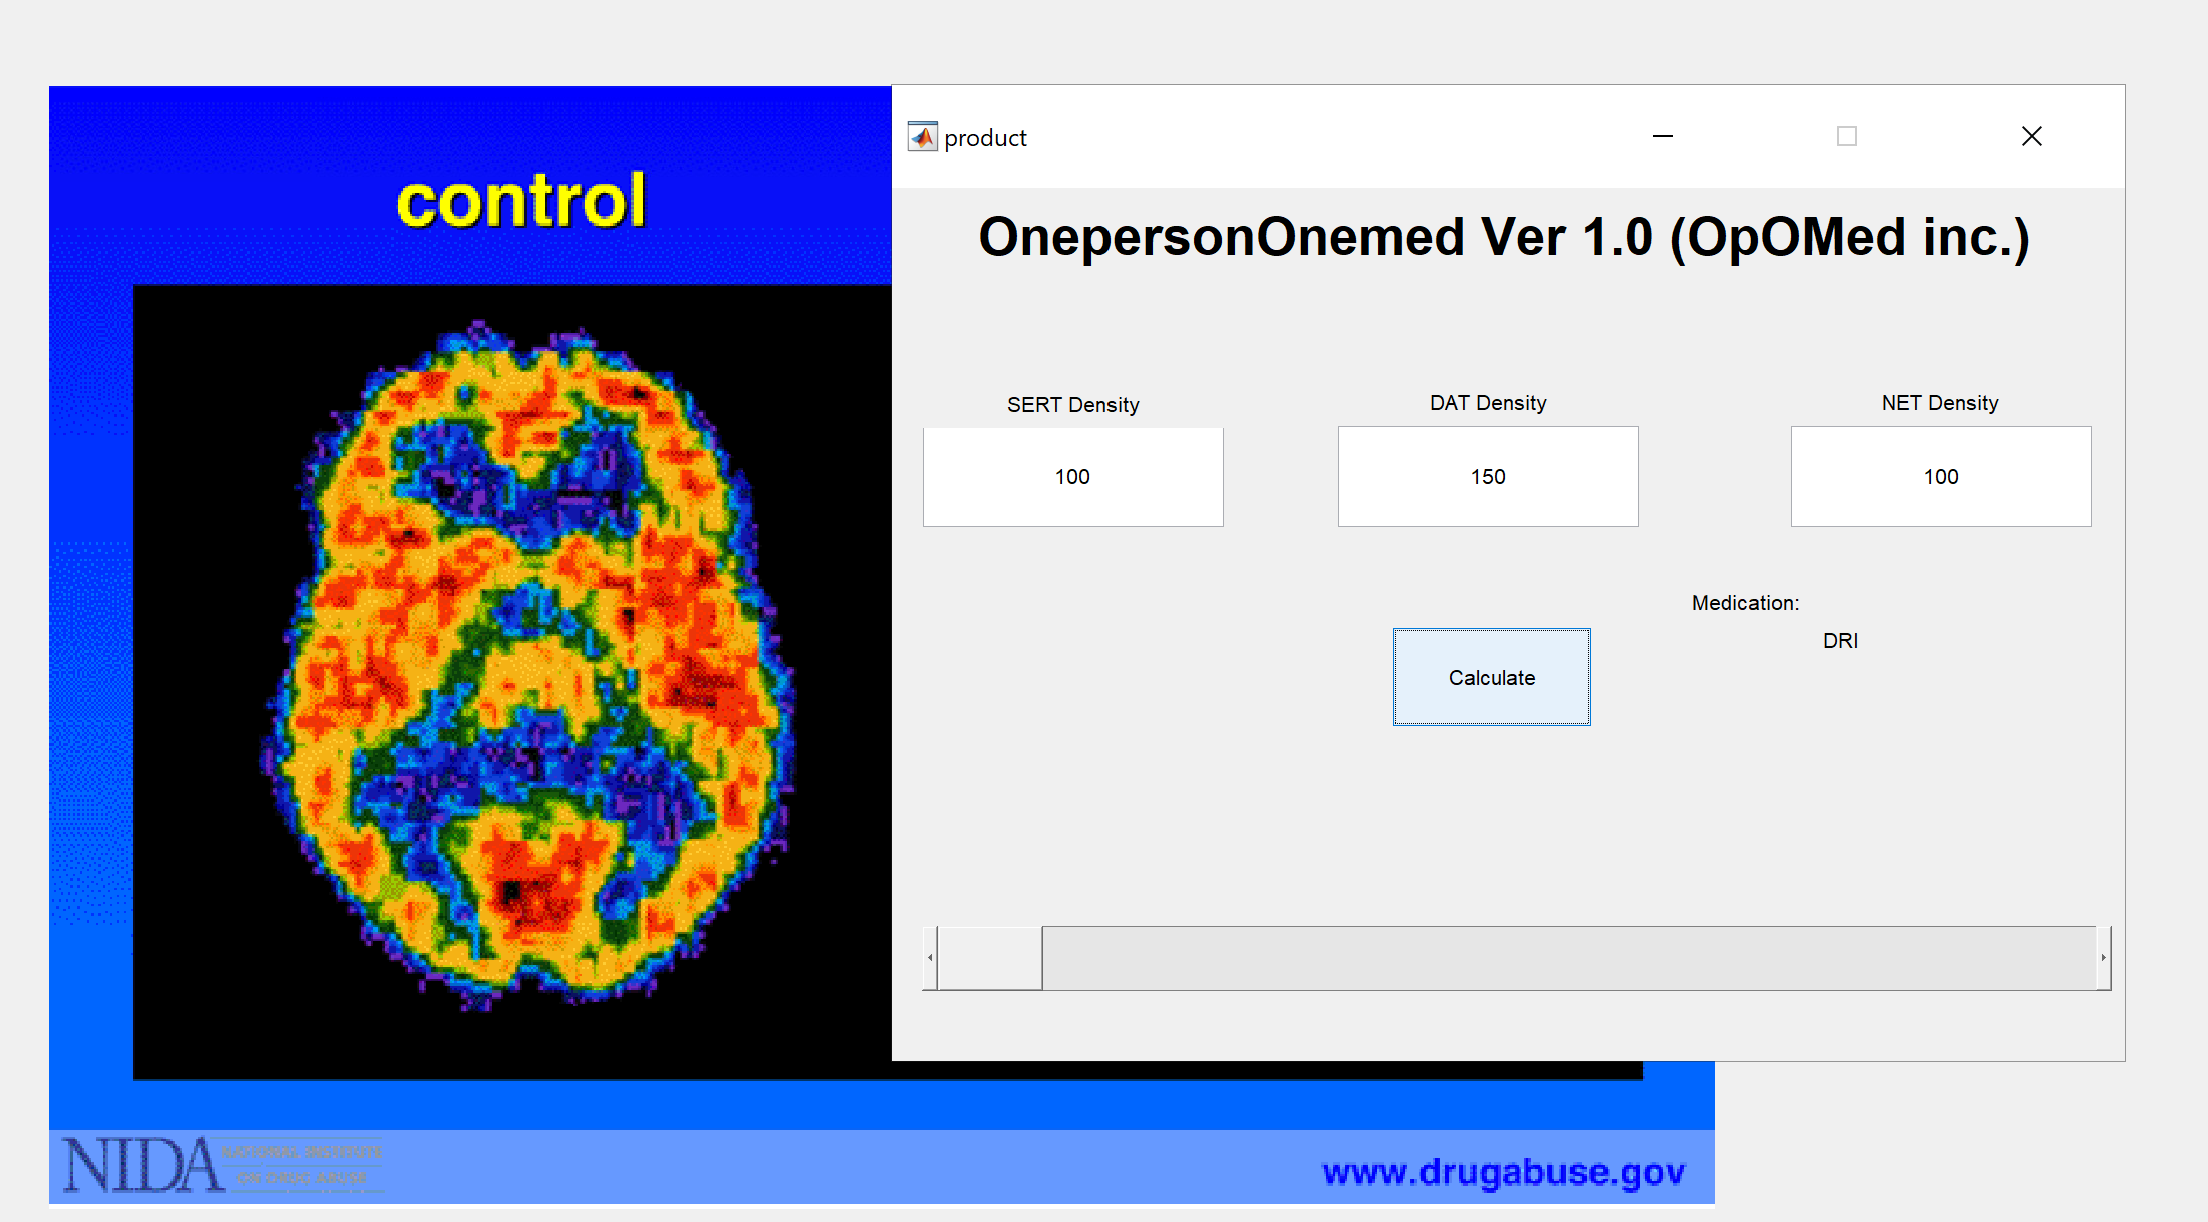 control
product
OnepersonOnemed Ver 1.0 (OpOMed inc.)
SERT Density
DAT Density
NET Density
100
150
100
Medication:
DRI
Calculate
NIDA
NATIONAL INSTITUTE
ON DRUG ABUSE
www.drugabuse.gov